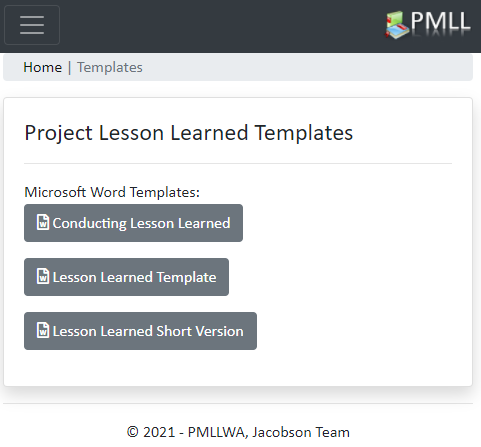 PMLL
Home | Templates
Project Lesson Learned Templates
Microsoft Word Templates:
Conducting Lesson Learned
Lesson Learned Template
Lesson Learned Short Version
© 2021 - PMLLWA, Jacobson Team